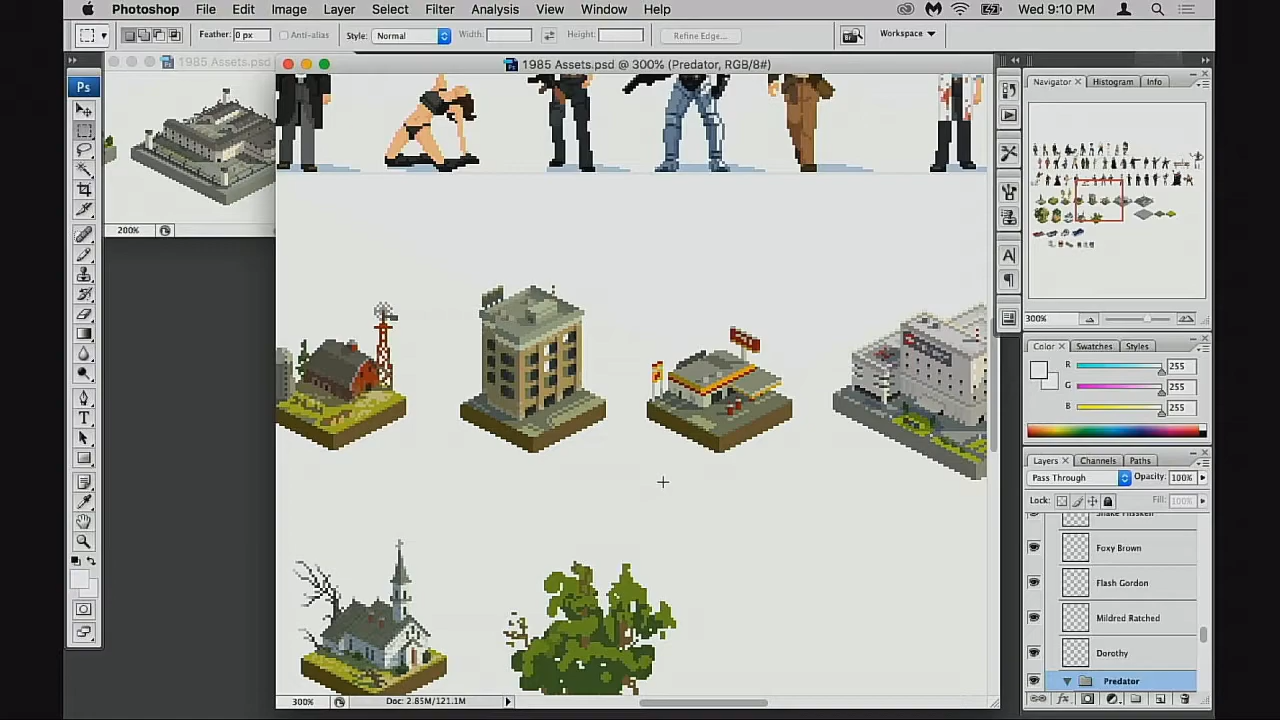 Photoshop File Edit Image Layer Select Filter Analysis View Window Help Wed 9:10 PM
Feather: 0 px Anti-alias Style: Normal Width: Height: Refine Edge... Workspace
1985 Assets.psd
1985 Assets.psd @ 300% (Predator, RGB/8#)
Ps
200%
Navigator Histogram Info
300%
Color Swatches Styles
R 255
G 255
B 255
Layers Channels Paths
Pass Through Opacity: 100%
Lock: Fill: 100%
Foxy Brown
Flash Gordon
Mildred Ratched
Dorothy
Predator
300% Doc: 2.85M/121.1M